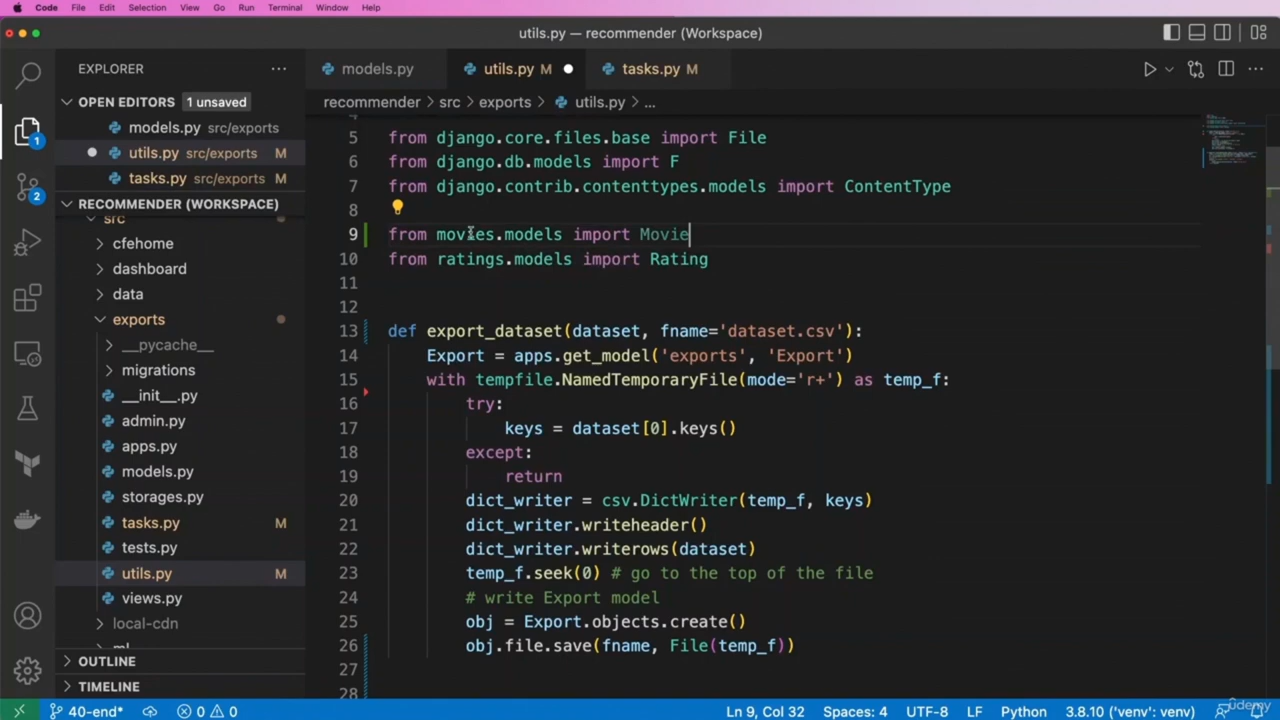 Code File Edit Selection View Go Run Terminal Window Help
utils.py — recommender (Workspace)
EXPLORER
models.py
utils.py M
tasks.py M
OPEN EDITORS 1 unsaved
models.py src/exports
utils.py src/exports M
tasks.py src/exports M
RECOMMENDER (WORKSPACE)
src
cfehome
dashboard
data
exports
__pycache__
migrations
__init__.py
admin.py
apps.py
models.py
storages.py
tasks.py M
tests.py
utils.py M
views.py
local-cdn
ml
OUTLINE
TIMELINE
1
2
recommender > src > exports > utils.py > ...
4
5 from django.core.files.base import File
6 from django.db.models import F
7 from django.contrib.contenttypes.models import ContentType
8
9 from movies.models import Movie
10 from ratings.models import Rating
11
12
13 def export_dataset(dataset, fname='dataset.csv'):
14 Export = apps.get_model('exports', 'Export')
15 with tempfile.NamedTemporaryFile(mode='r+') as temp_f:
16 try:
17 keys = dataset[0].keys()
18 except:
19 return
20 dict_writer = csv.DictWriter(temp_f, keys)
21 dict_writer.writeheader()
22 dict_writer.writerows(dataset)
23 temp_f.seek(0) # go to the top of the file
24 # write Export model
25 obj = Export.objects.create()
26 obj.file.save(fname, File(temp_f))
27
28
40-end* 0 0 Ln 9, Col 32 Spaces: 4 UTF-8 LF Python 3.8.10 ('venv': venv)
udemy